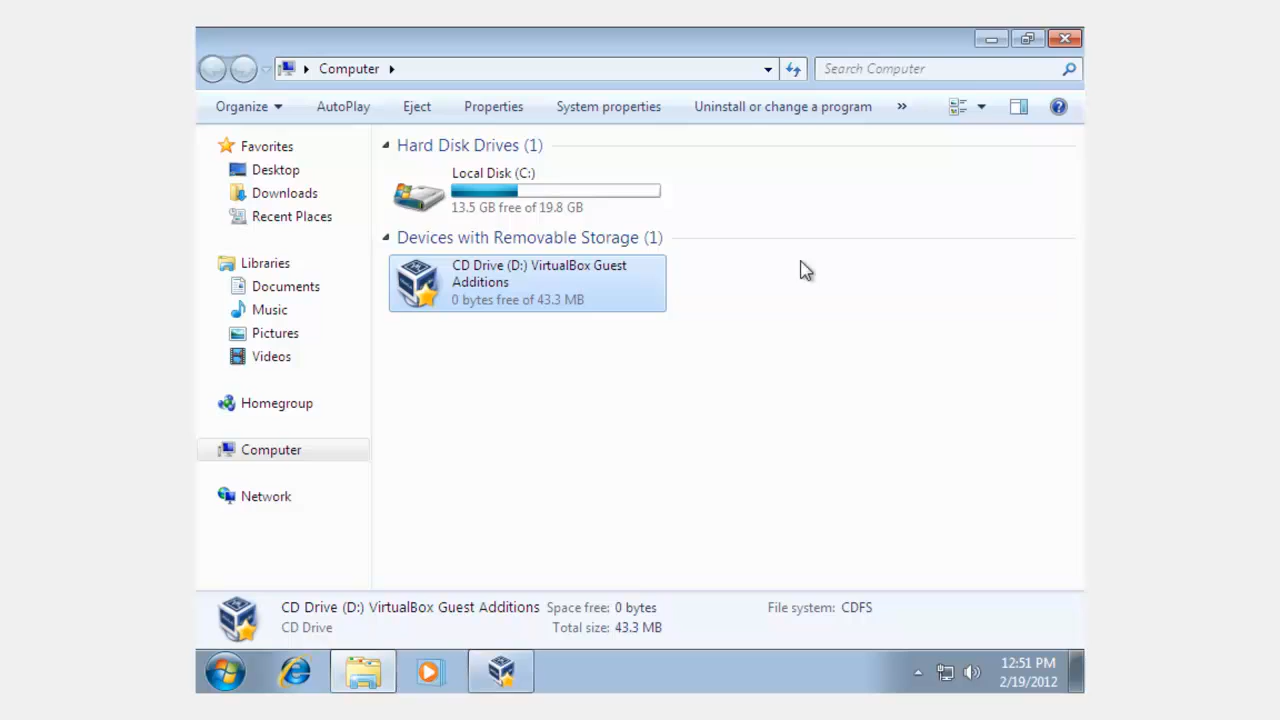 Computer
Search Computer
Organize AutoPlay Eject Properties System properties Uninstall or change a program »
Favorites
Desktop
Downloads
Recent Places
Libraries
Documents
Music
Pictures
Videos
Homegroup
Computer
Network
Hard Disk Drives (1)
Local Disk (C:)
13.5 GB free of 19.8 GB
Devices with Removable Storage (1)
CD Drive (D:) VirtualBox Guest
Additions
0 bytes free of 43.3 MB
CD Drive (D:) VirtualBox Guest Additions Space free: 0 bytes File system: CDFS
CD Drive Total size: 43.3 MB
12:51 PM
2/19/2012